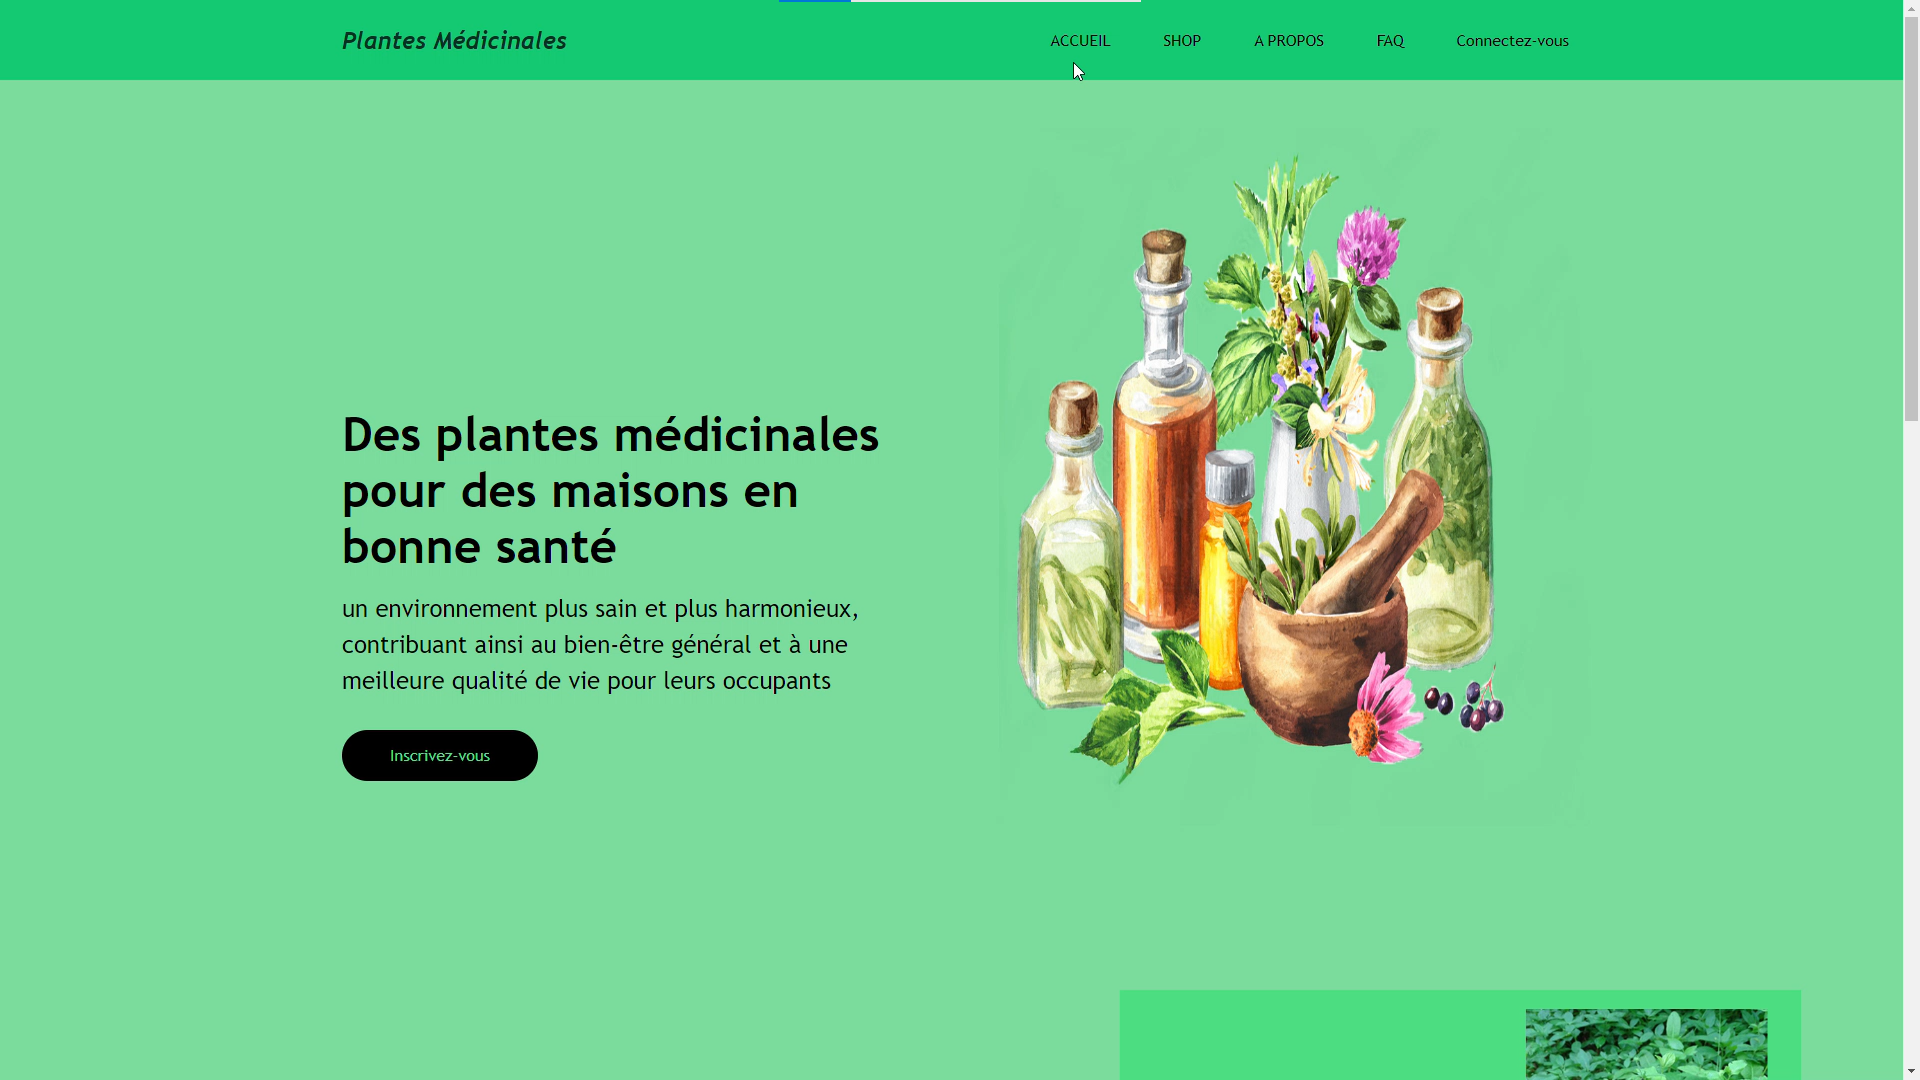 Plantes Médicinales
ACCUEIL
SHOP
A PROPOS
FAQ
Connectez-vous
Des plantes médicinales
pour des maisons en
bonne santé
un environnement plus sain et plus harmonieux,
contribuant ainsi au bien-être général et à une
meilleure qualité de vie pour leurs occupants
Inscrivez-vous